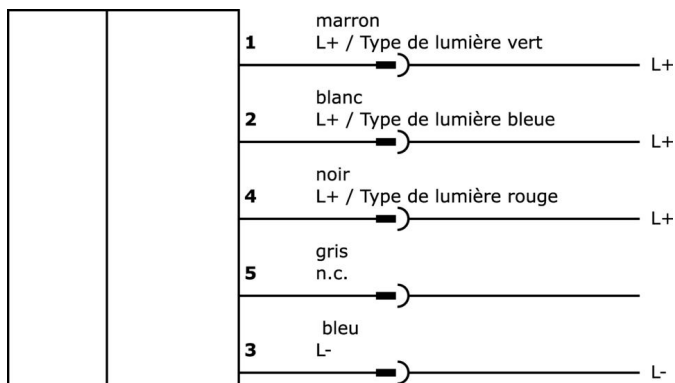 marron
1 L+ / Type de lumière vert
L+
blanc
2 L+ / Type de lumière bleue
L+
noir
4 L+ / Type de lumière rouge
L+
gris
5 n.c.
bleu
3 L-
L-